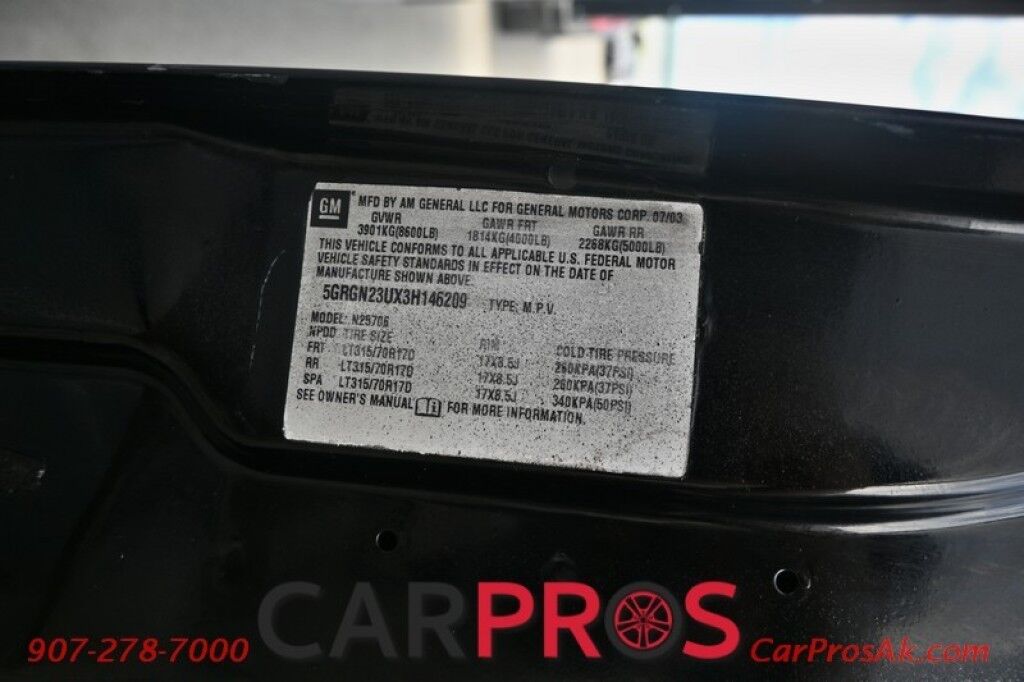 GM
MFD BY AM GENERAL LLC FOR GENERAL MOTORS CORP. 07/03
GVWR GAWR FRT GAWR RR
3901KG(8600LB) 1814KG(4000LB) 2268KG(5000LB)
THIS VEHICLE CONFORMS TO ALL APPLICABLE U.S. FEDERAL MOTOR
VEHICLE SAFETY STANDARDS IN EFFECT ON THE DATE OF
MANUFACTURE SHOWN ABOVE
5GRGN23UX3H146209 TYPE: M.P.V.
MODEL: N25706
TIRE SIZE RIM COLD TIRE PRESSURE
FRT LT315/70R17D 17X8.5J 260KPA(37PSI)
RR LT315/70R17D 17X8.5J 260KPA(37PSI)
SPA LT315/70R17D 17X8.5J 340KPA(50PSI)
SEE OWNER'S MANUAL FOR MORE INFORMATION.
CARPROS
907-278-7000 CarProsAk.com